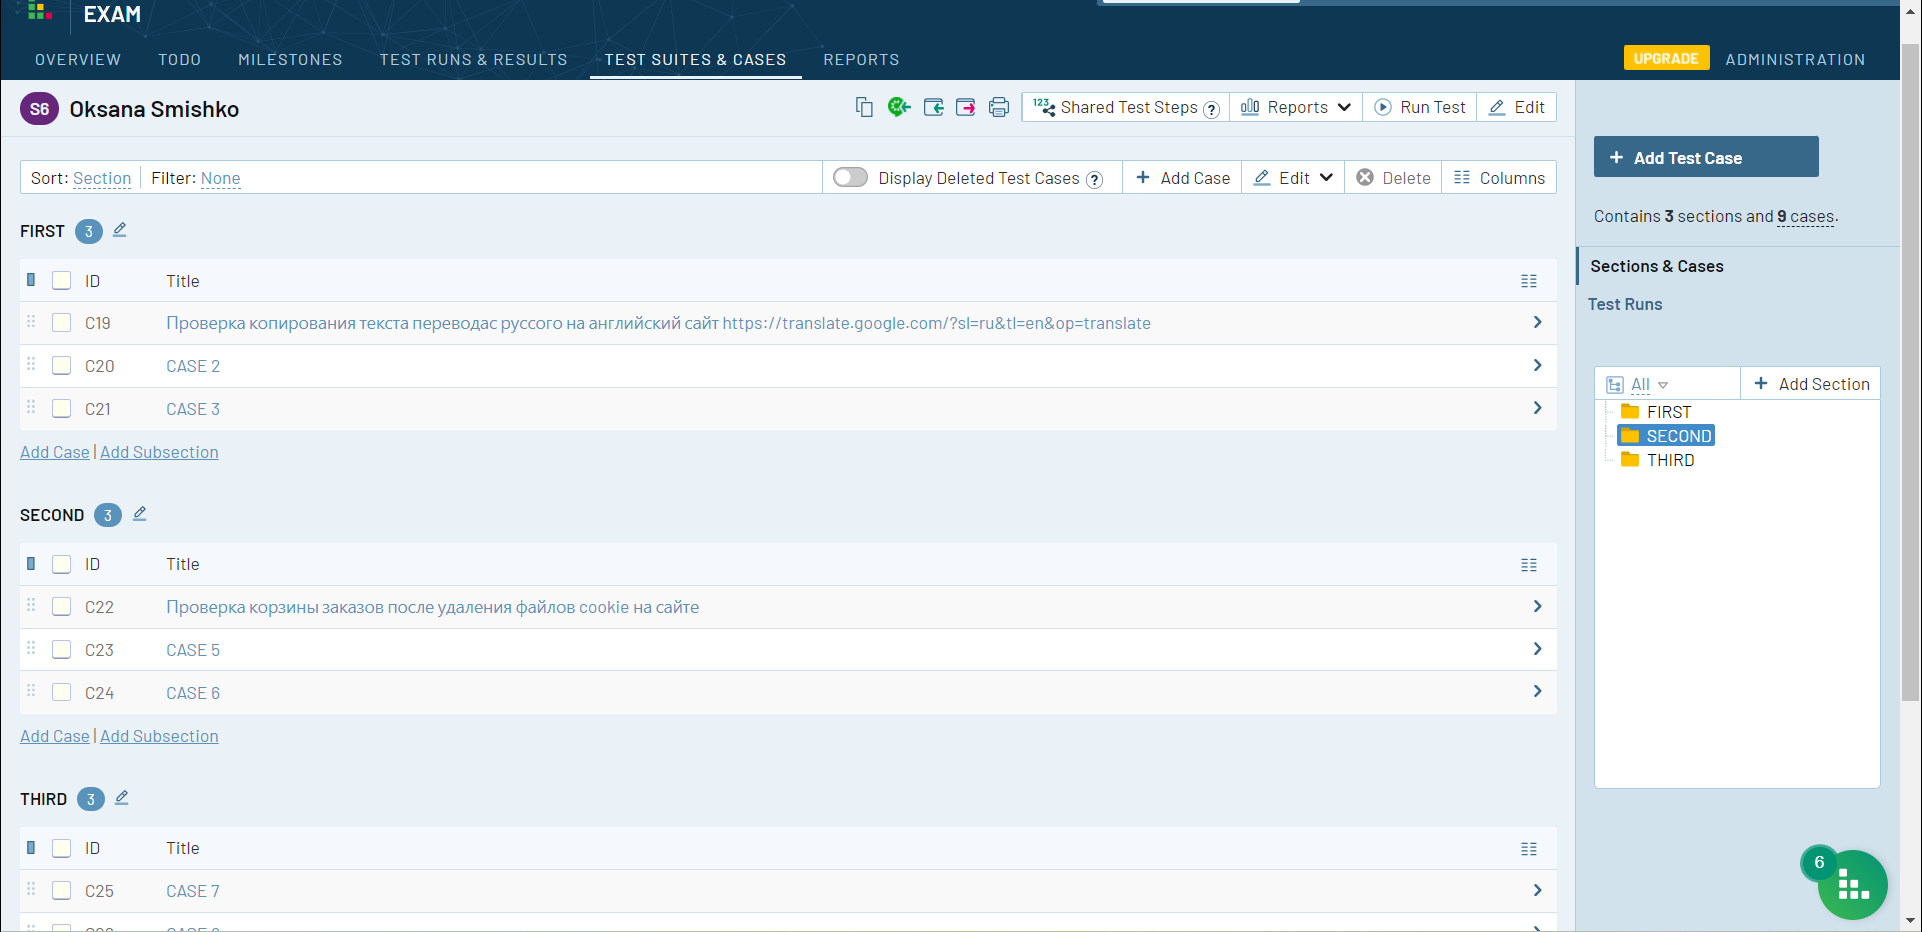 EXAM
OVERVIEW TODO MILESTONES TEST RUNS & RESULTS TEST SUITES & CASES REPORTS UPGRADE ADMINISTRATION
S6 Oksana Smishko 123 Shared Test Steps ? Reports Run Test Edit
+ Add Test Case
Sort: Section Filter: None Display Deleted Test Cases ? + Add Case Edit Delete Columns
Contains 3 sections and 9 cases.
FIRST 3
Sections & Cases
ID Title
Test Runs
C19 Проверка копирования текста переводас руссого на английский сайт https://translate.google.com/?sl=ru&tl=en&op=translate
C20 CASE 2
All + Add Section
C21 CASE 3
FIRST
SECOND
THIRD
Add Case | Add Subsection
SECOND 3
ID Title
C22 Проверка корзины заказов после удаления файлов cookie на сайте
C23 CASE 5
C24 CASE 6
Add Case | Add Subsection
THIRD 3
ID Title
6
C25 CASE 7